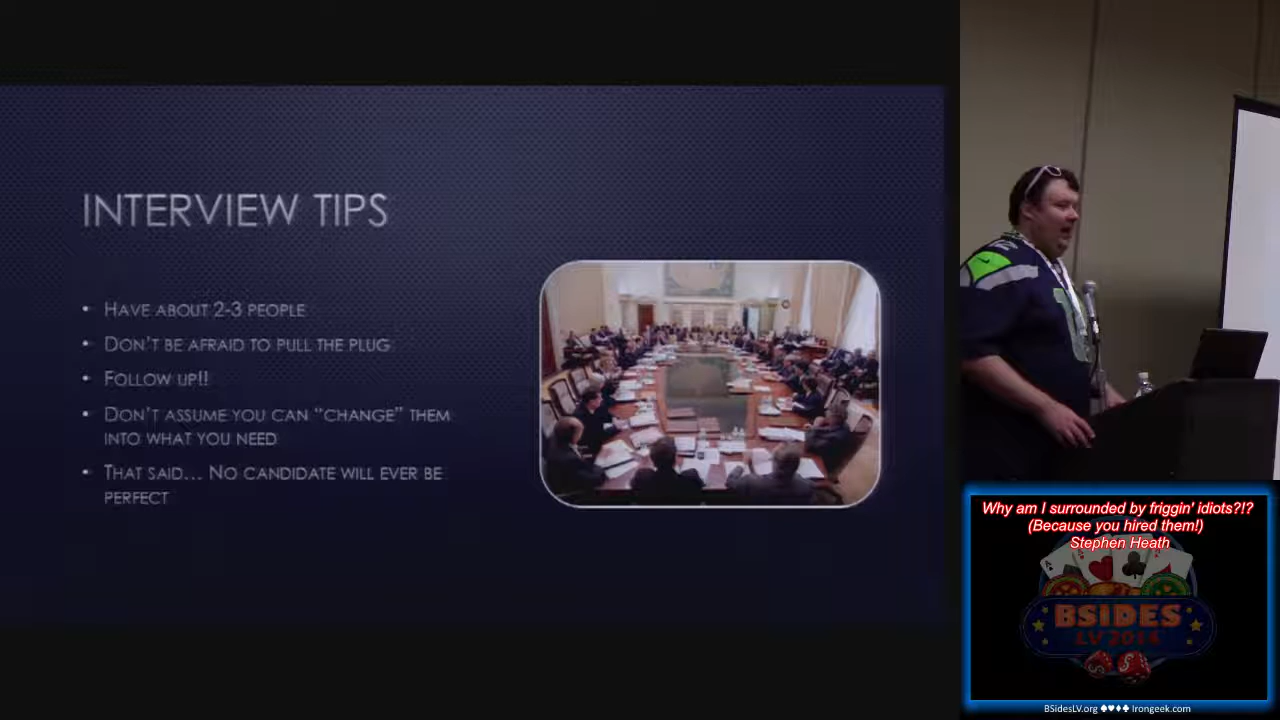 INTERVIEW TIPS
• HAVE ABOUT 2-3 PEOPLE
• DON'T BE AFRAID TO PULL THE PLUG
• FOLLOW UP!!
• DON'T ASSUME YOU CAN “CHANGE” THEM
INTO WHAT YOU NEED
• THAT SAID... NO CANDIDATE WILL EVER BE
PERFECT
Why am I surrounded by friggin' idiots?!?
(Because you hired them!)
Stephen Heath
BSIDES
LV 2014
BSidesLV.org ♠♥♦♣ Irongeek.com